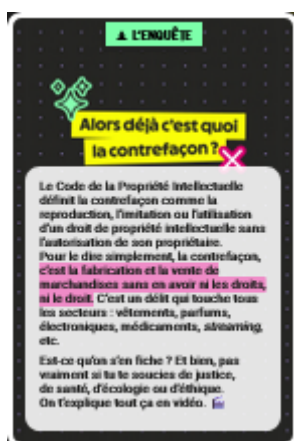 ▲ L'ENQUÊTE
Alors déjà c'est quoi
la contrefaçon ?
Le Code de la Propriété Intellectuelle
définit la contrefaçon comme la
reproduction, l'imitation ou l'utilisation
d'un droit de propriété intellectuelle sans
l'autorisation de son propriétaire.
Pour le dire simplement, la contrefaçon,
c'est la fabrication et la vente de
marchandises sans en avoir ni les droits,
ni le droit. C'est un délit qui touche tous
les secteurs : vêtements, parfums,
électroniques, médicaments, streaming,
etc.
Est-ce qu'on s'en fiche ? Et bien, pas
vraiment si tu te soucies de justice,
de santé, d'écologie ou d'éthique.
On t'explique tout ça en vidéo.